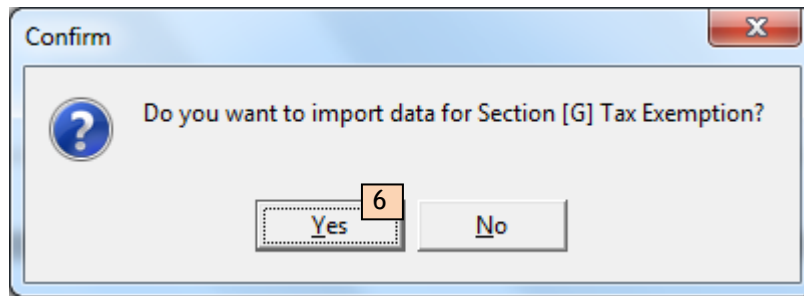 Confirm
x
Do you want to import data for Section [G] Tax Exemption?
6
Yes
No